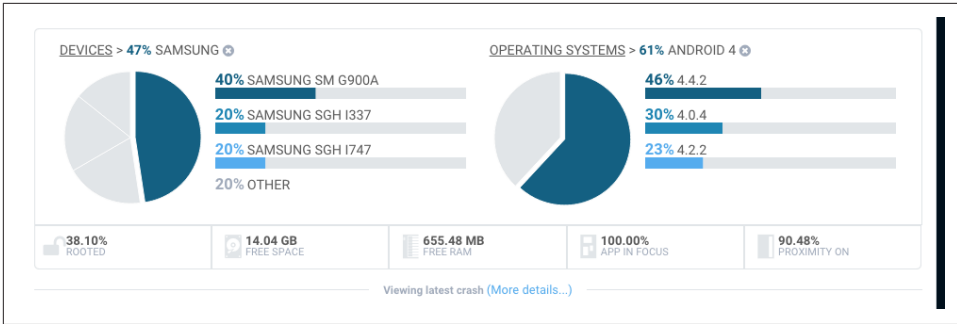 DEVICES > 47% SAMSUNG
40% SAMSUNG SM G900A
20% SAMSUNG SGH I337
20% SAMSUNG SGH I747
20% OTHER
OPERATING SYSTEMS > 61% ANDROID 4
46% 4.4.2
30% 4.0.4
23% 4.2.2
38.10%
ROOTED
14.04 GB
FREE SPACE
655.48 MB
FREE RAM
100.00%
APP IN FOCUS
90.48%
PROXIMITY ON
Viewing latest crash (More details...)